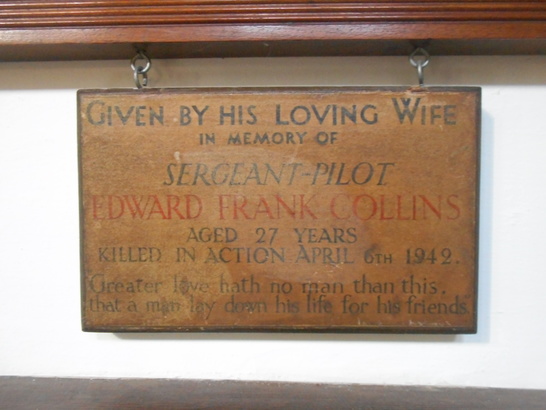 GIVEN BY HIS LOVING WIFE
IN MEMORY OF
SERGEANT-PILOT
EDWARD FRANK COLLINS
AGED 27 YEARS
KILLED IN ACTION APRIL 6TH 1942.
Greater love hath no man than this,
that a man lay down his life for his friends.